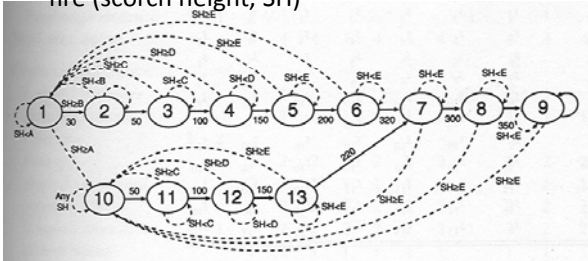 fire (scorch height, SH)
SH≥E
SH≥E
SH≥D
SH≥C
SH<B
SH<C
SH<D
SH<E
SH<E
SH<E
SH<E
1 SH≥B 2 3 4 5 6 7 8 9
30 50 100 150 200 320 300 350
SH<A
SH<E
SH≥A
SH≥E
SH≥D
SH≥C
220
Any
SH
10 50 11 100 12 150 13
SH<C
SH<D
SH<E
SH≥E
SH≥E
SH≥E